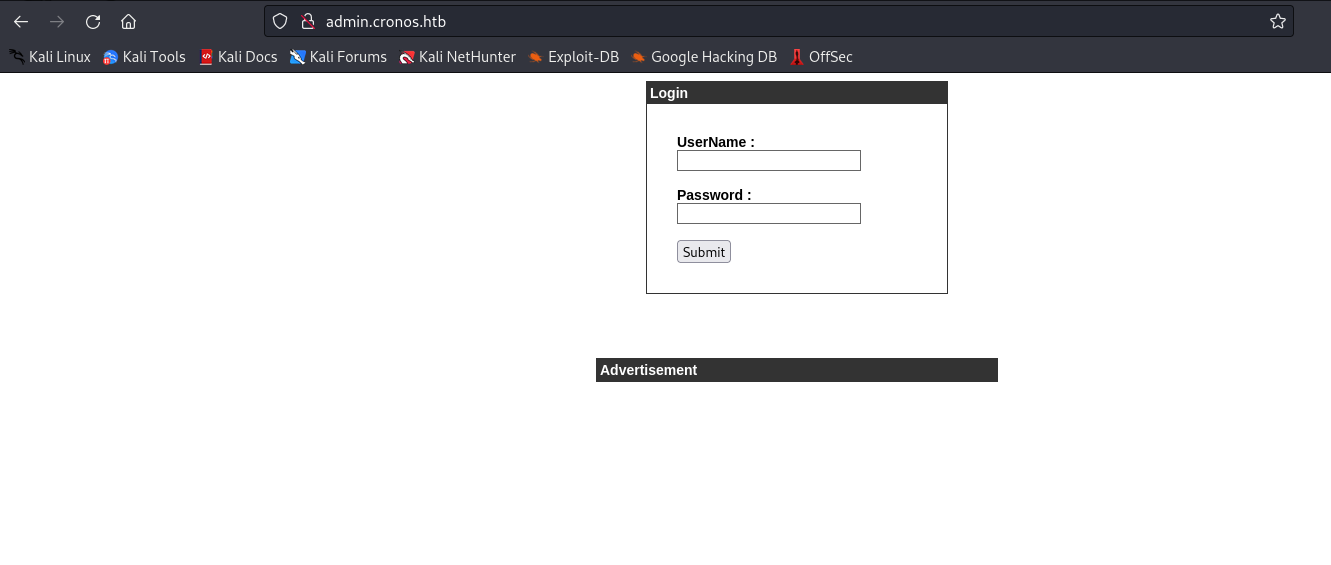 admin.cronos.htb
Kali Linux Kali Tools Kali Docs Kali Forums Kali NetHunter Exploit-DB Google Hacking DB OffSec
Login
UserName :
Password :
Submit
Advertisement